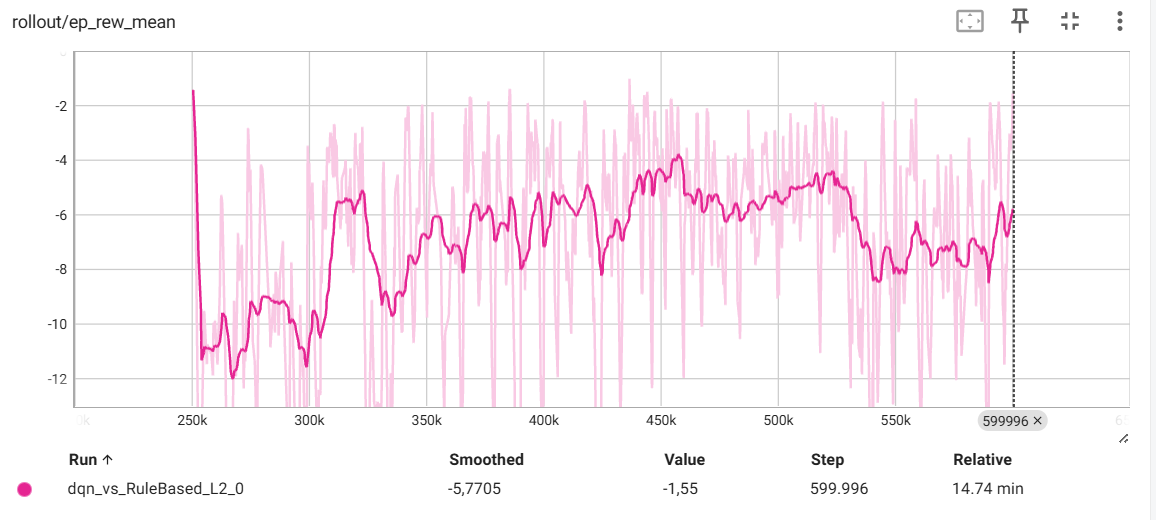 rollout/ep_rew_mean
-2
-4
-6
-8
-10
-12
250k 300k 350k 400k 450k 500k 550k 599996 ×
Run ↑ Smoothed Value Step Relative
dqn_vs_RuleBased_L2_0 -5,7705 -1,55 599.996 14.74 min